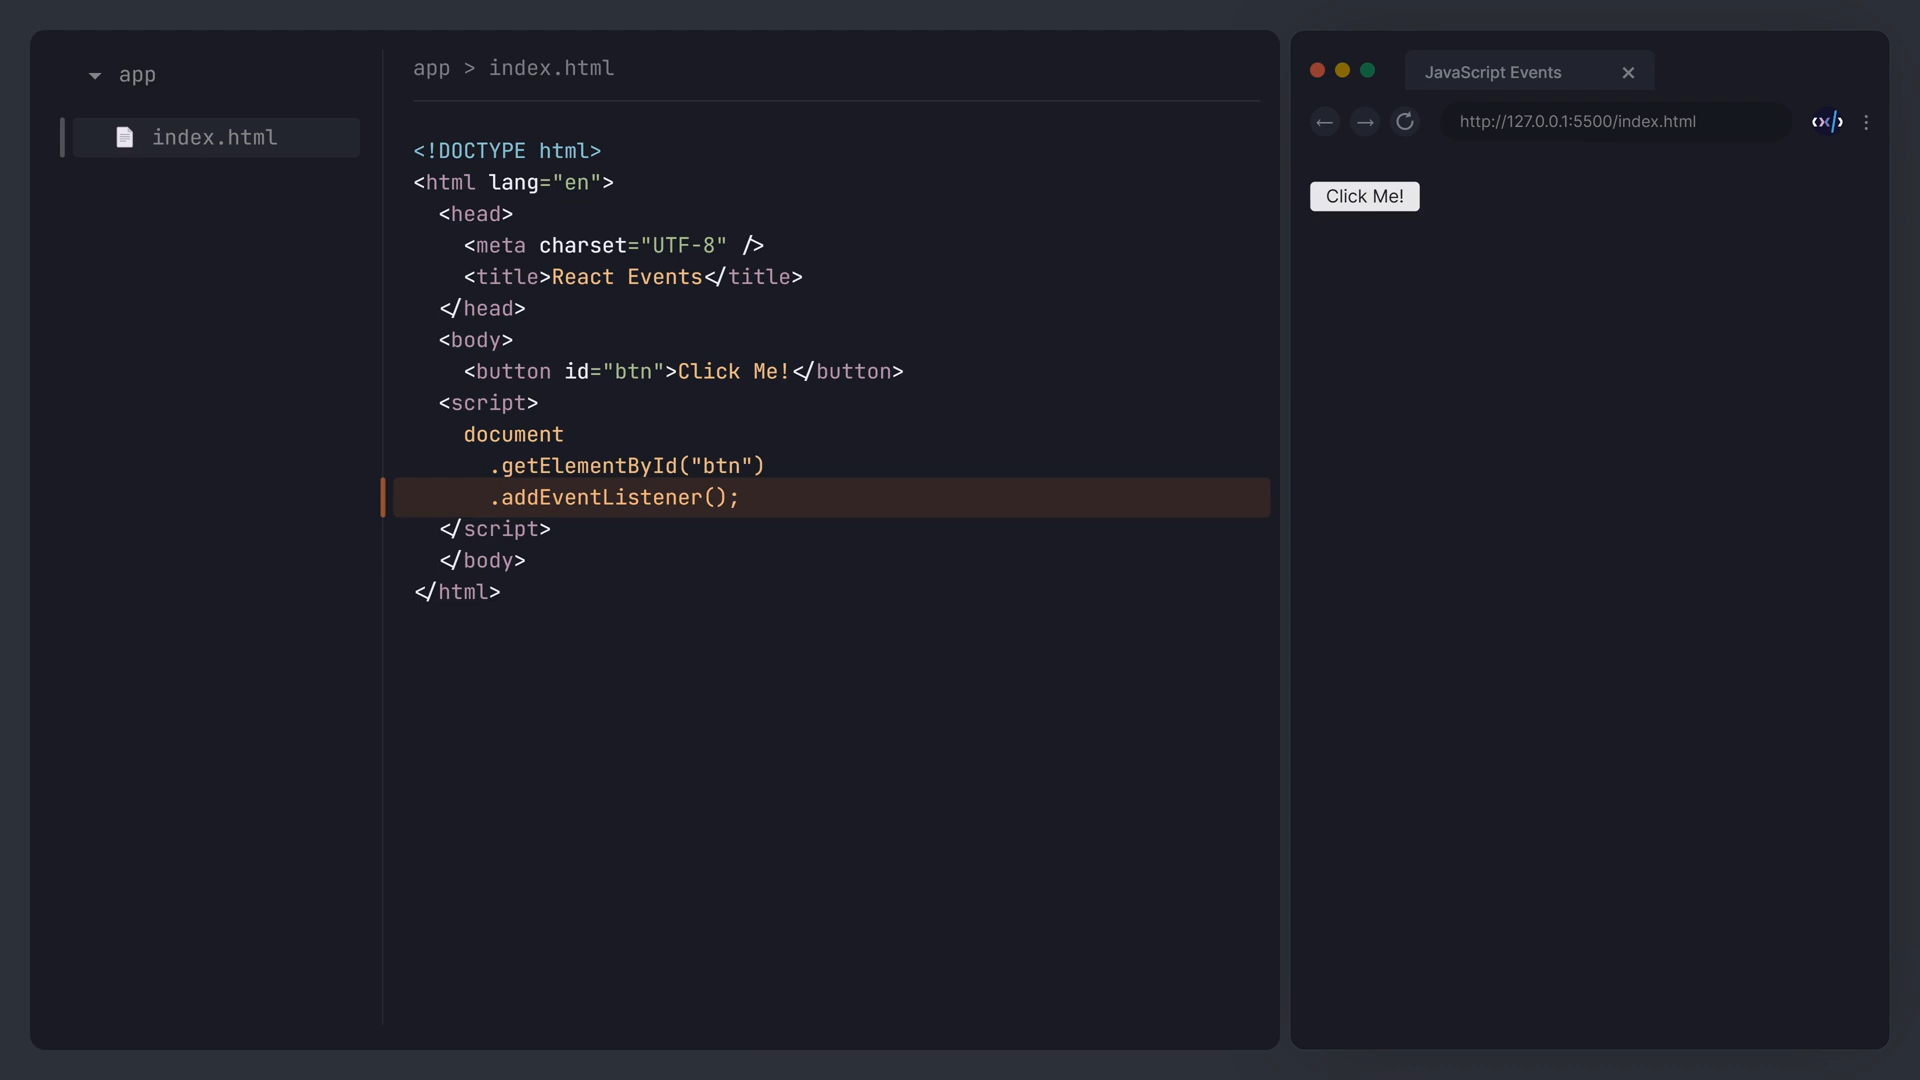 app
index.html
app > index.html
<!DOCTYPE html>
<html lang="en">
<head>
<meta charset="UTF-8" />
<title>React Events</title>
</head>
<body>
<button id="btn">Click Me!</button>
<script>
document
.getElementById("btn")
.addEventListener();
</script>
</body>
</html>
JavaScript Events
http://127.0.0.1:5500/index.html
Click Me!